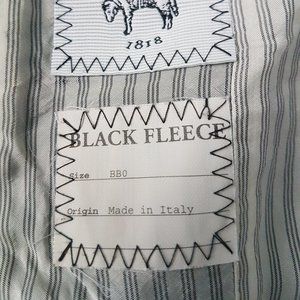 1818
BLACK FLEECE
Size BB0
Origin Made in Italy